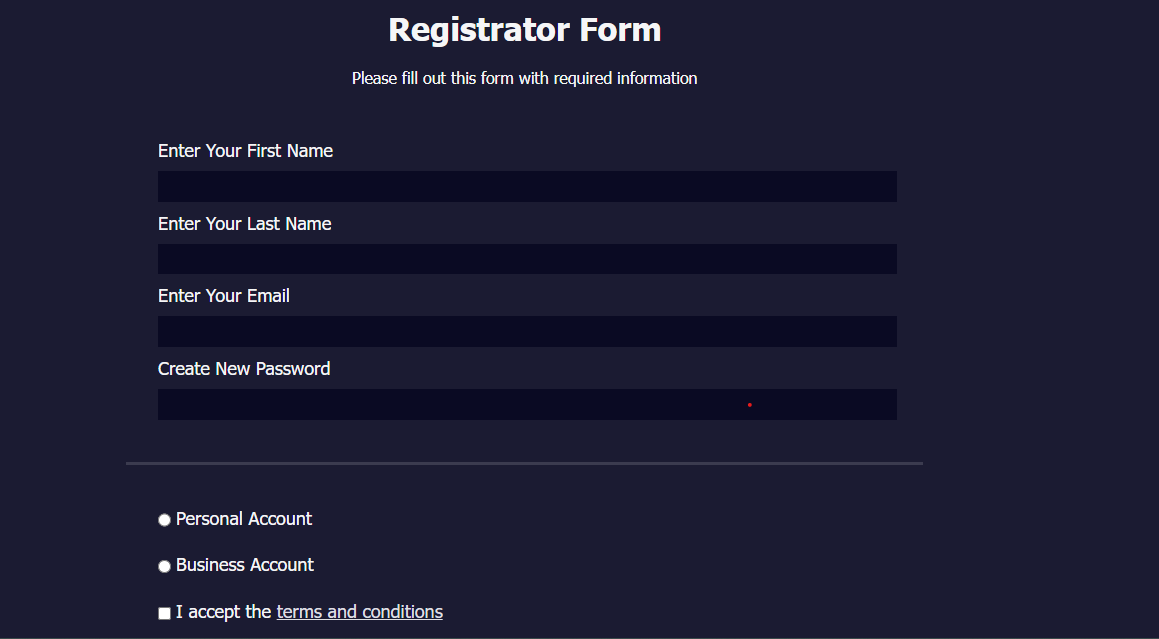 Registrator Form
Please fill out this form with required information
Enter Your First Name
Enter Your Last Name
Enter Your Email
Create New Password
Personal Account
Business Account
I accept the terms and conditions